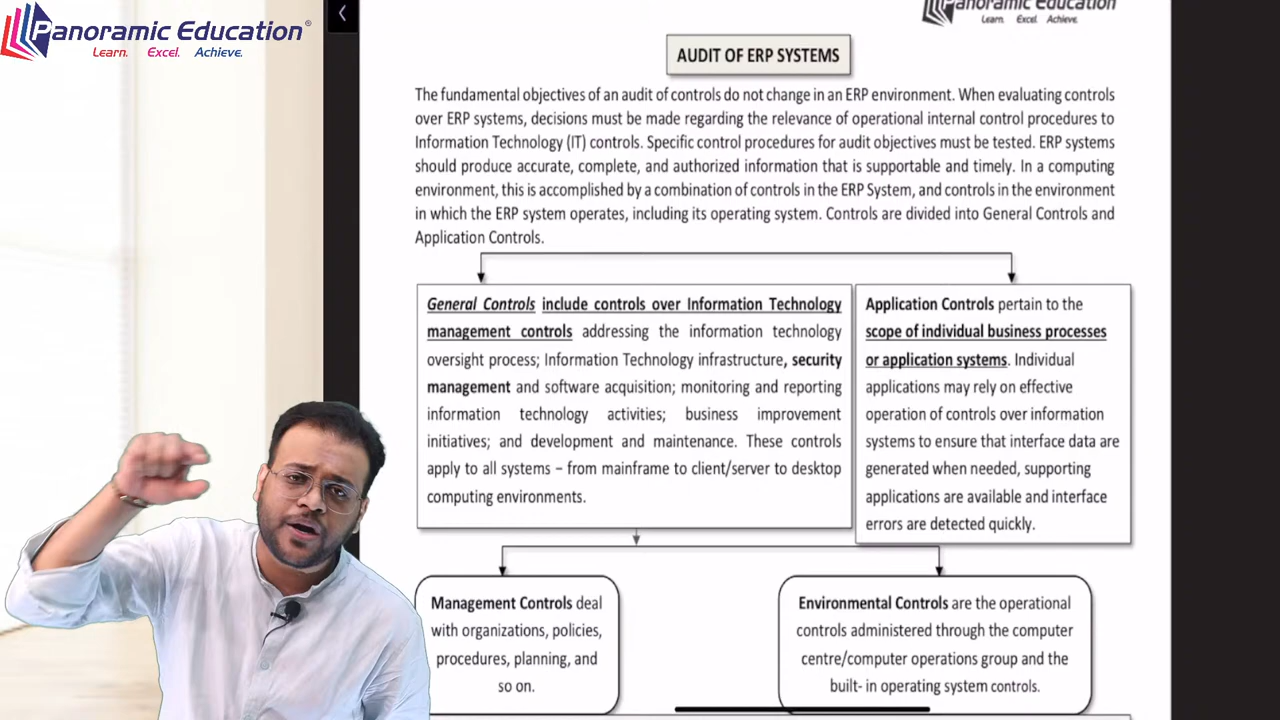 Panoramic Education®
Learn. Excel. Achieve.
Panoramic Education
Learn. Excel. Achieve.
AUDIT OF ERP SYSTEMS
The fundamental objectives of an audit of controls do not change in an ERP environment. When evaluating controls
over ERP systems, decisions must be made regarding the relevance of operational internal control procedures to
Information Technology (IT) controls. Specific control procedures for audit objectives must be tested. ERP systems
should produce accurate, complete, and authorized information that is supportable and timely. In a computing
environment, this is accomplished by a combination of controls in the ERP System, and controls in the environment
in which the ERP system operates, including its operating system. Controls are divided into General Controls and
Application Controls.
General Controls include controls over Information Technology
management controls addressing the information technology
oversight process; Information Technology infrastructure, security
management and software acquisition; monitoring and reporting
information technology activities; business improvement
initiatives; and development and maintenance. These controls
apply to all systems – from mainframe to client/server to desktop
computing environments.
Application Controls pertain to the
scope of individual business processes
or application systems. Individual
applications may rely on effective
operation of controls over information
systems to ensure that interface data are
generated when needed, supporting
applications are available and interface
errors are detected quickly.
Management Controls deal
with organizations, policies,
procedures, planning, and
so on.
Environmental Controls are the operational
controls administered through the computer
centre/computer operations group and the
built- in operating system controls.